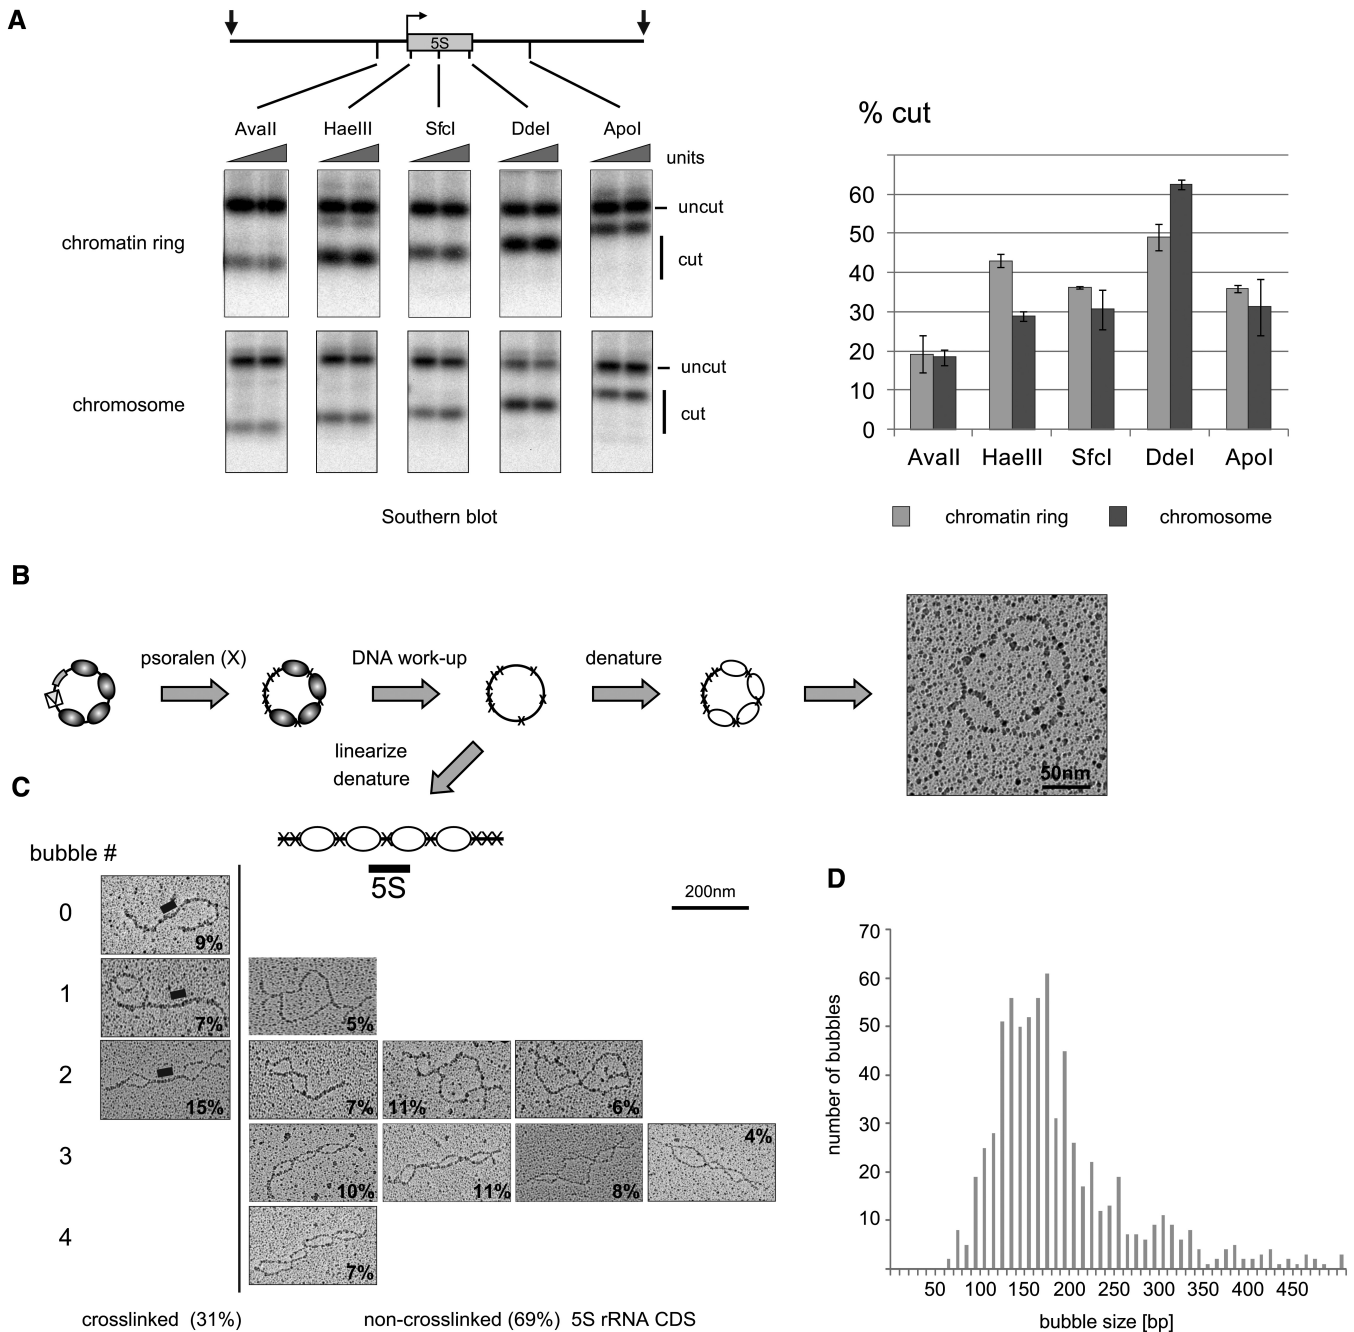 A
5S
AvaII HaeIII SfcI DdeI ApoI
units
chromatin ring
uncut
cut
chromosome
uncut
cut
Southern blot
% cut
60
50
40
30
20
10
0
AvaII HaeIII SfcI DdeI ApoI
chromatin ring chromosome
B
psoralen (X) DNA work-up denature
X X X X X X X X
linearize
denature
50nm
C
XX X X X XXX
bubble #
5S
200nm
0
9%
1
7% 5%
2
15% 7% 11% 6%
3
10% 11% 8% 4%
4
7%
crosslinked (31%) non-crosslinked (69%) 5S rRNA CDS
D
number of bubbles
70
60
50
40
30
20
10
50 100 150 200 250 300 350 400 450
bubble size [bp]